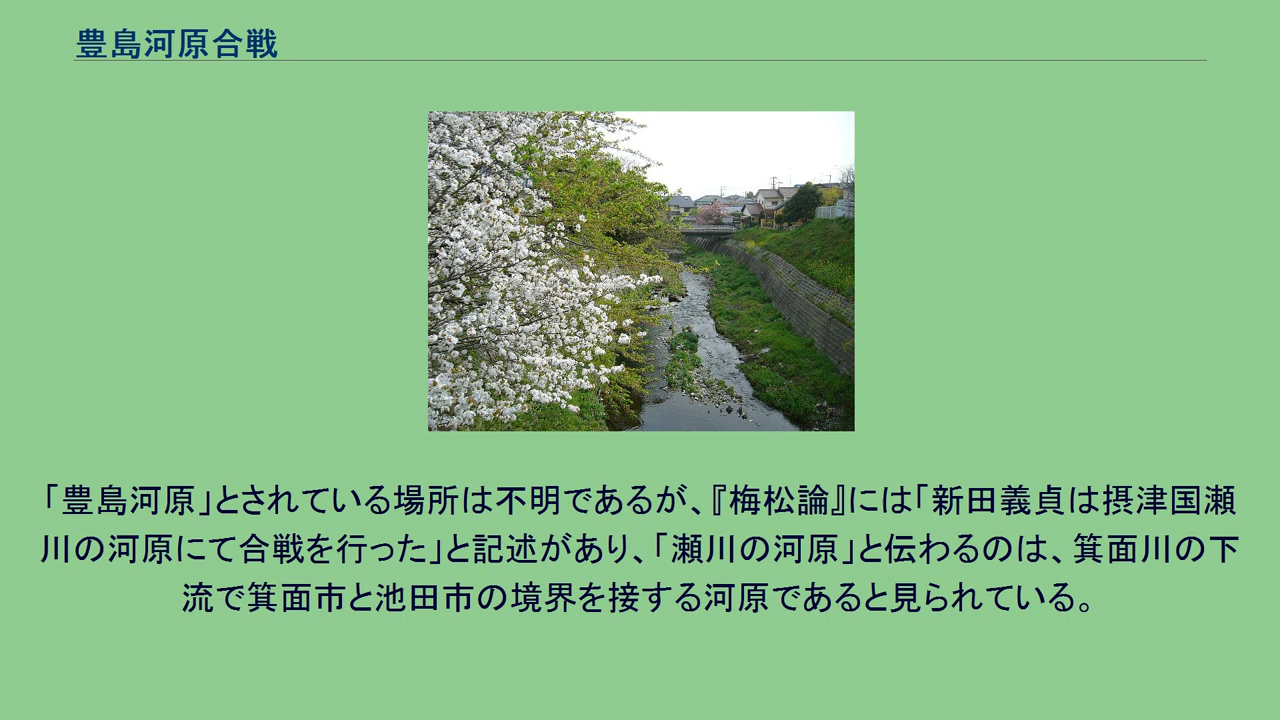 豊島河原合戦
「豊島河原」とされている場所は不明であるが、『梅松論』には「新田義貞は摂津国瀬
川の河原にて合戦を行った」と記述があり、「瀬川の河原」と伝わるのは、箕面川の下
流で箕面市と池田市の境界を接する河原であると見られている。